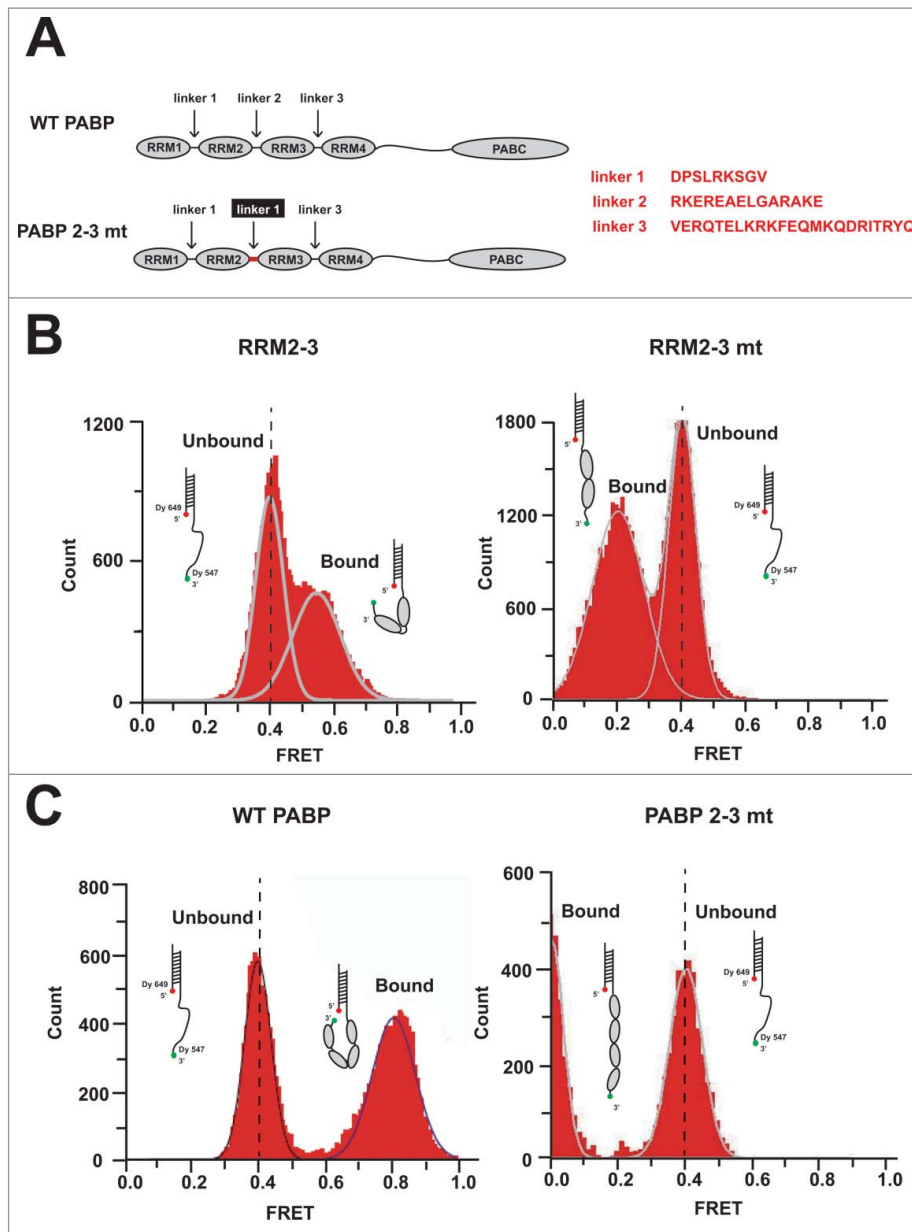 A
linker 1 linker 2 linker 3
WT PABP
RRM1 RRM2 RRM3 RRM4 PABC
linker 1 linker 1 linker 3
PABP 2-3 mt
RRM1 RRM2 RRM3 RRM4 PABC
linker 1 DPSLRKSGV
linker 2 RKEREAELGARAKE
linker 3 VERQTELKRKFEQMKQDRITRYQ
B
RRM2-3
1200
600
0
Count
Unbound
Dy 649
5'
Dy 547
3'
Bound
5'
3'
0.0 0.2 0.4 0.6 0.8 1.0
FRET
RRM2-3 mt
1800
1500
1200
900
600
300
0
Count
5'
3'
Bound
Unbound
Dy 649
5'
Dy 547
3'
0.0 0.2 0.4 0.6 0.8 1.0
FRET
C
WT PABP
800
600
400
200
0
Count
Unbound
Dy 649
5'
Dy 547
3'
5'
3'
Bound
0.0 0.2 0.4 0.6 0.8 1.0
FRET
PABP 2-3 mt
600
400
200
0
Count
Bound
5'
3'
Unbound
Dy 649
5'
Dy 547
3'
0.0 0.2 0.4 0.6 0.8 1.0
FRET